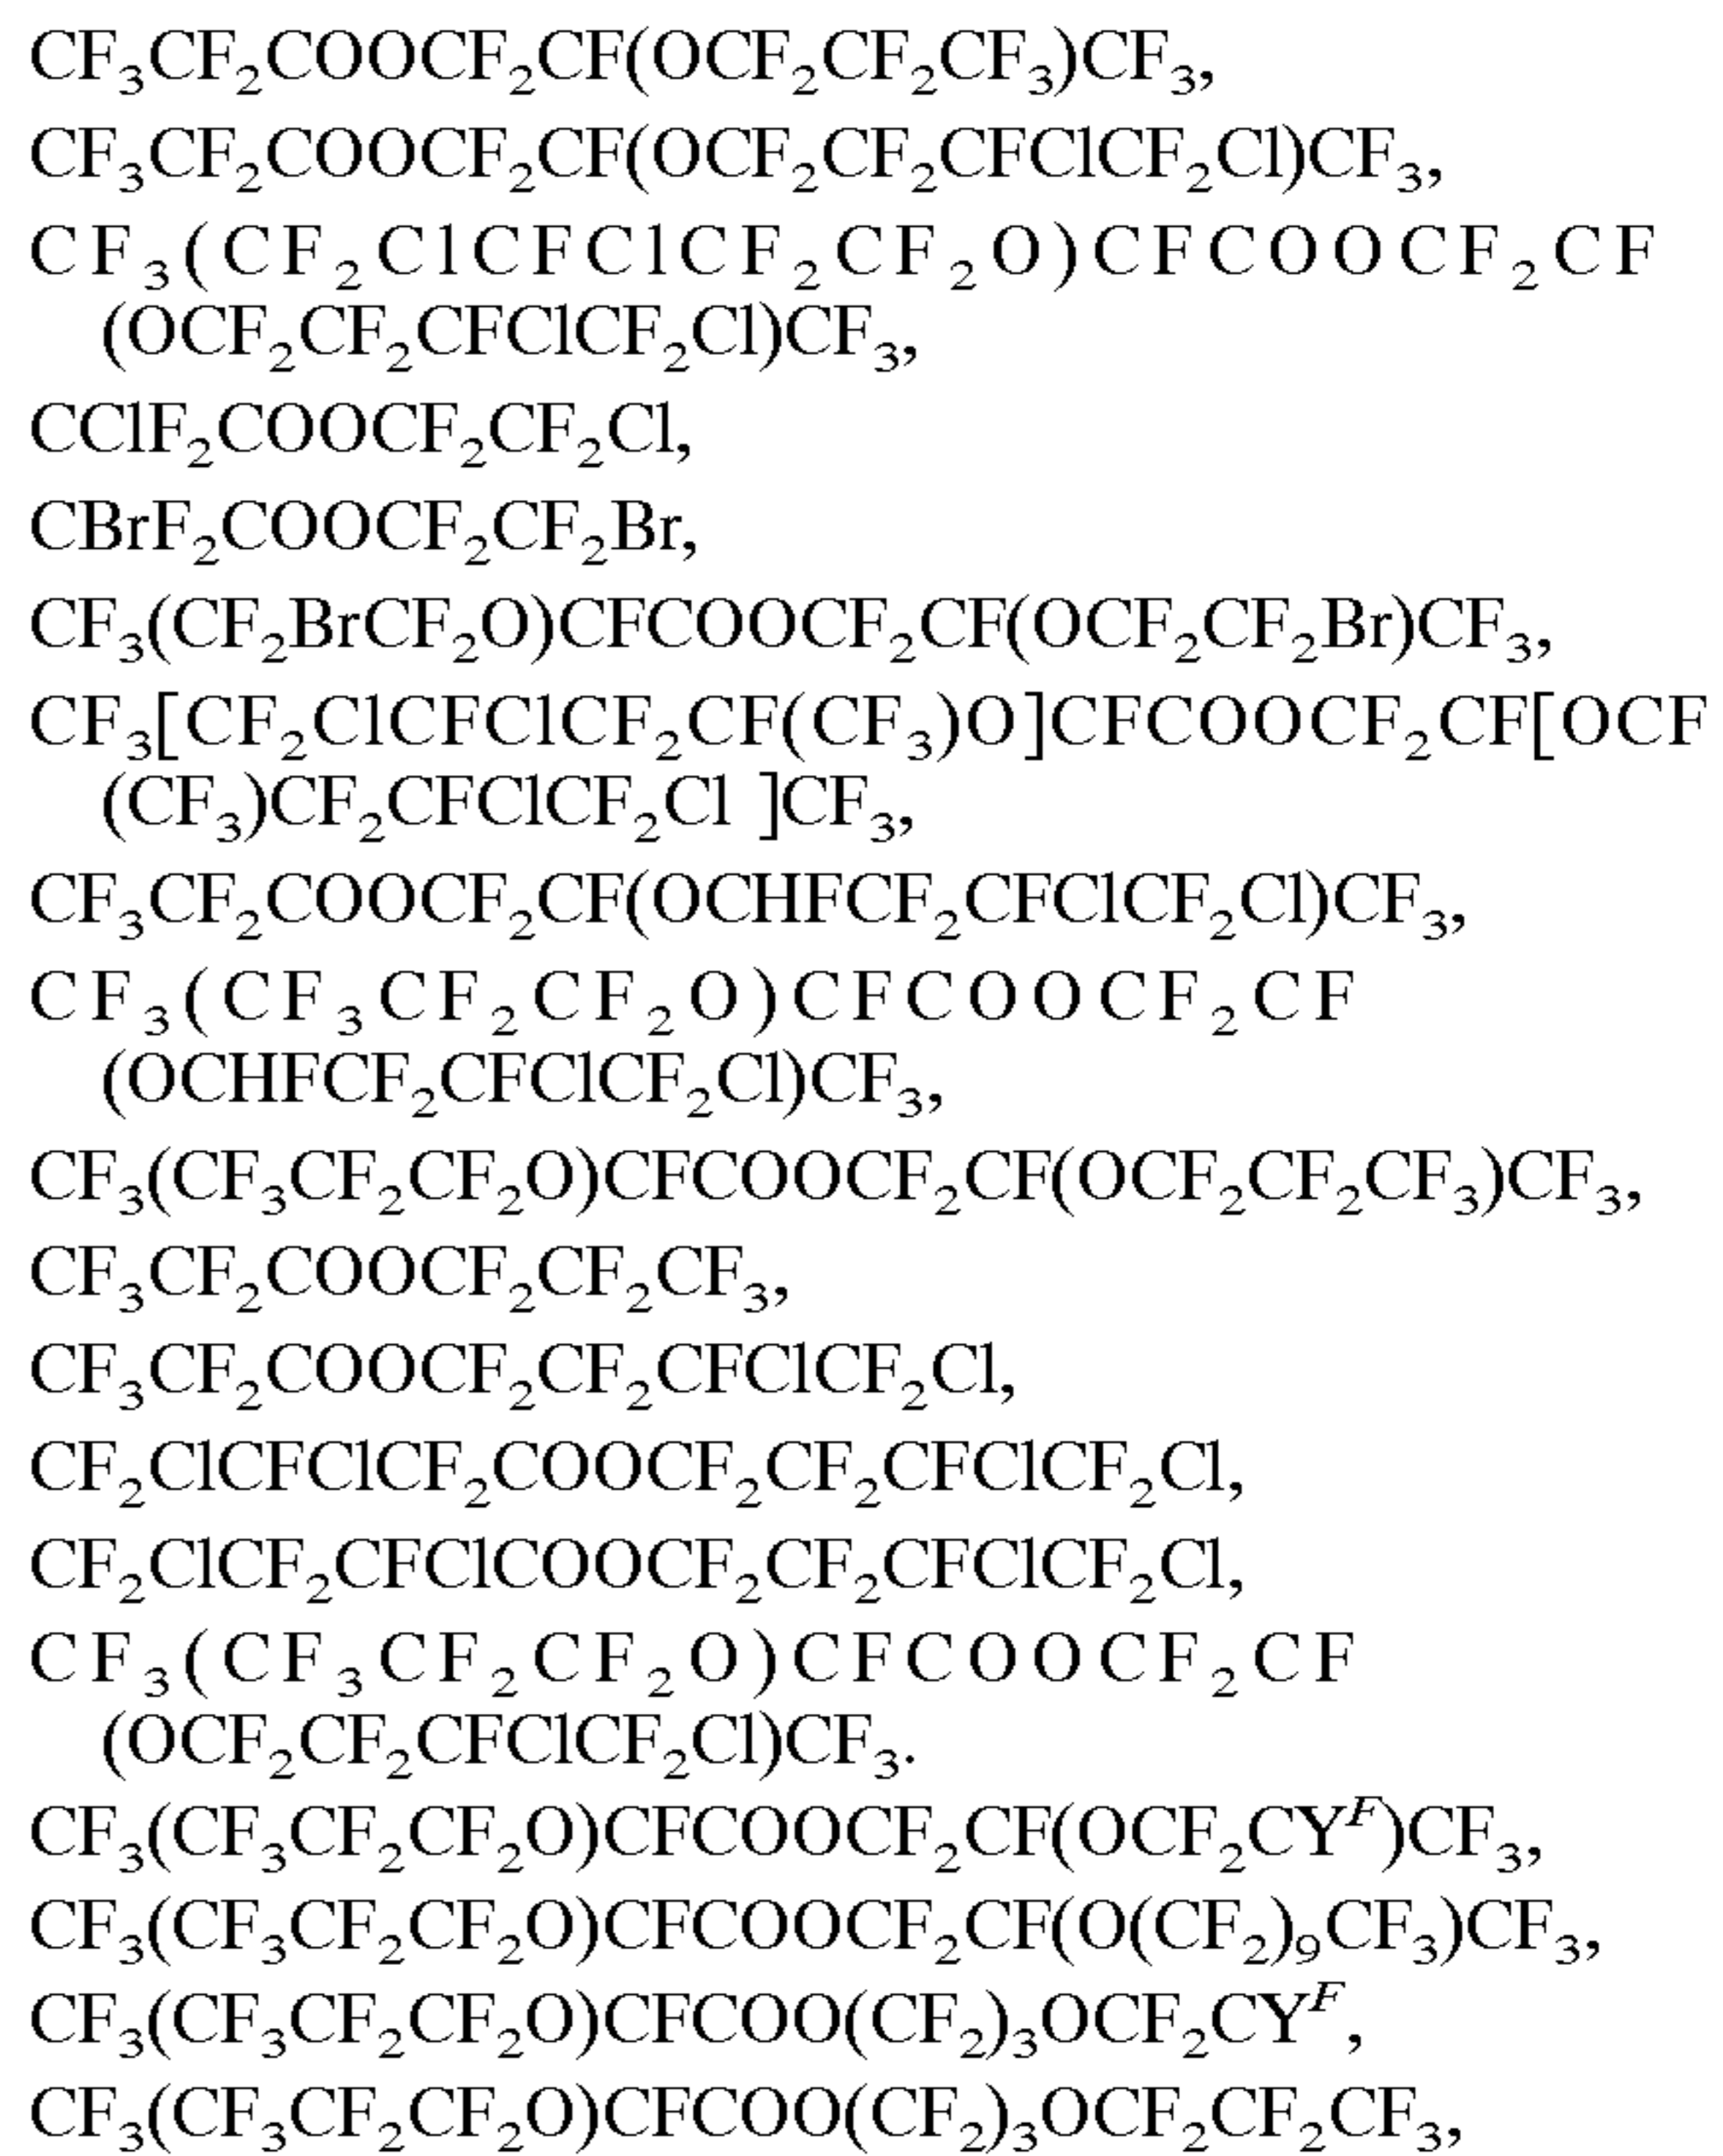 CF₃CF₂COOCF₂CF(OCF₂CF₂CF₃)CF₃,
CF₃CF₂COOCF₂CF(OCF₂CF₂CFClCF₂Cl)CF₃,
CF₃(CF₂ClCFClCF₂CF₂O)CFCOOCF₂CF
(OCF₂CF₂CFClCF₂Cl)CF₃,
CClF₂COOCF₂CF₂Cl,
CBrF₂COOCF₂CF₂Br,
CF₃(CF₂BrCF₂O)CFCOOCF₂CF(OCF₂CF₂Br)CF₃,
CF₃[CF₂ClCFClCF₂CF(CF₃)O]CFCOOCF₂CF[OCF
(CF₃)CF₂CFClCF₂Cl ]CF₃,
CF₃CF₂COOCF₂CF(OCHFCF₂CFClCF₂Cl)CF₃,
CF₃(CF₃CF₂CF₂O)CFCOOCF₂CF
(OCHFCF₂CFClCF₂Cl)CF₃,
CF₃(CF₃CF₂CF₂O)CFCOOCF₂CF(OCF₂CF₂CF₃)CF₃,
CF₃CF₂COOCF₂CF₂CF₃,
CF₃CF₂COOCF₂CF₂CFClCF₂Cl,
CF₂ClCFClCF₂COOCF₂CF₂CFClCF₂Cl,
CF₂ClCF₂CFClCOOCF₂CF₂CFClCF₂Cl,
CF₃(CF₃CF₂CF₂O)CFCOOCF₂CF
(OCF₂CF₂CFClCF₂Cl)CF₃.
CF₃(CF₃CF₂CF₂O)CFCOOCF₂CF(OCF₂CY^F)CF₃,
CF₃(CF₃CF₂CF₂O)CFCOOCF₂CF(O(CF₂)₉CF₃)CF₃,
CF₃(CF₃CF₂CF₂O)CFCOO(CF₂)₃OCF₂CY^F,
CF₃(CF₃CF₂CF₂O)CFCOO(CF₂)₃OCF₂CF₂CF₃,